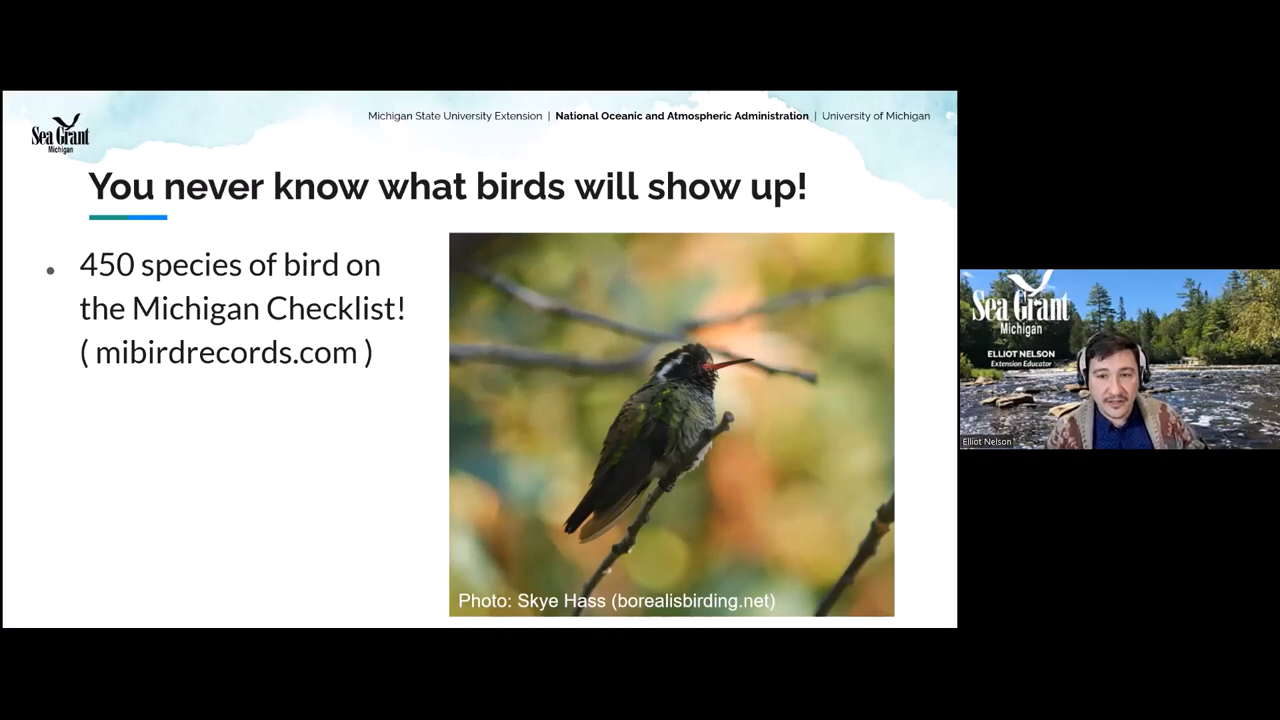 Sea Grant
Michigan
Michigan State University Extension | National Oceanic and Atmospheric Administration | University of Michigan
You never know what birds will show up!
• 450 species of bird on
the Michigan Checklist!
( mibirdrecords.com )
Photo: Skye Hass (borealisbirding.net)
Sea Grant
Michigan
ELLIOT NELSON
Extension Educator
Elliot Nelson